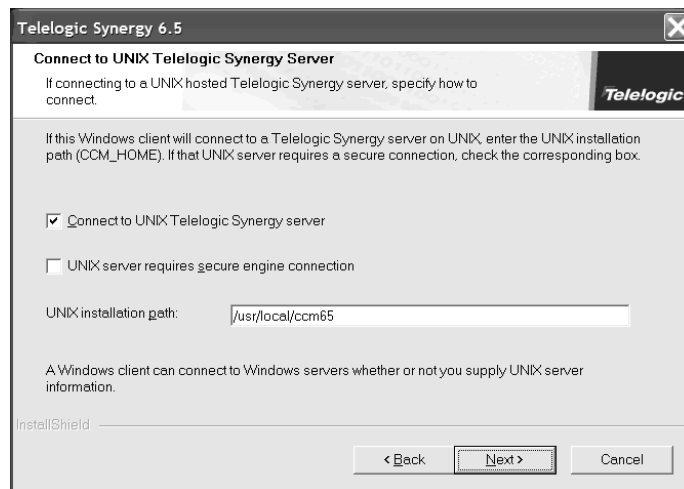 Telelogic Synergy 6.5
Connect to UNIX Telelogic Synergy Server
If connecting to a UNIX hosted Telelogic Synergy server, specify how to
connect.
Telelogic
If this Windows client will connect to a Telelogic Synergy server on UNIX, enter the UNIX installation
path (CCM_HOME). If that UNIX server requires a secure connection, check the corresponding box.
Connect to UNIX Telelogic Synergy server
UNIX server requires secure engine connection
UNIX installation path: /usr/local/ccm65
A Windows client can connect to Windows servers whether or not you supply UNIX server
information.
InstallShield
< Back Next > Cancel